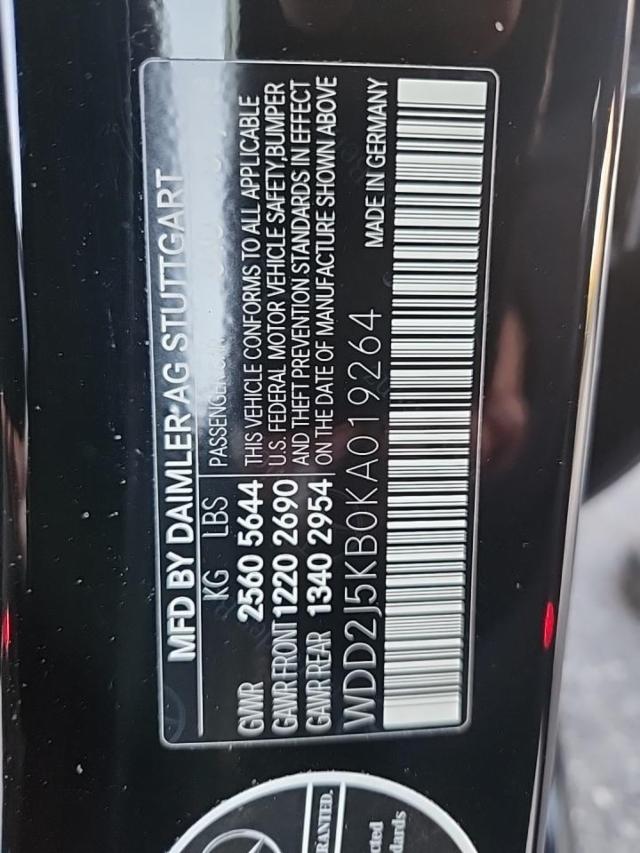 MFD BY DAIMLER AG STUTTGART
KG LBS PASSENGER
GVWR 2560 5644 THIS VEHICLE CONFORMS TO ALL APPLICABLE
GAWR FRONT 1220 2690 U.S. FEDERAL MOTOR VEHICLE SAFETY, BUMPER
GAWR REAR 1340 2954 AND THEFT PREVENTION STANDARDS IN EFFECT
ON THE DATE OF MANUFACTURE SHOWN ABOVE
WDD2J5KB0KA019264 MADE IN GERMANY